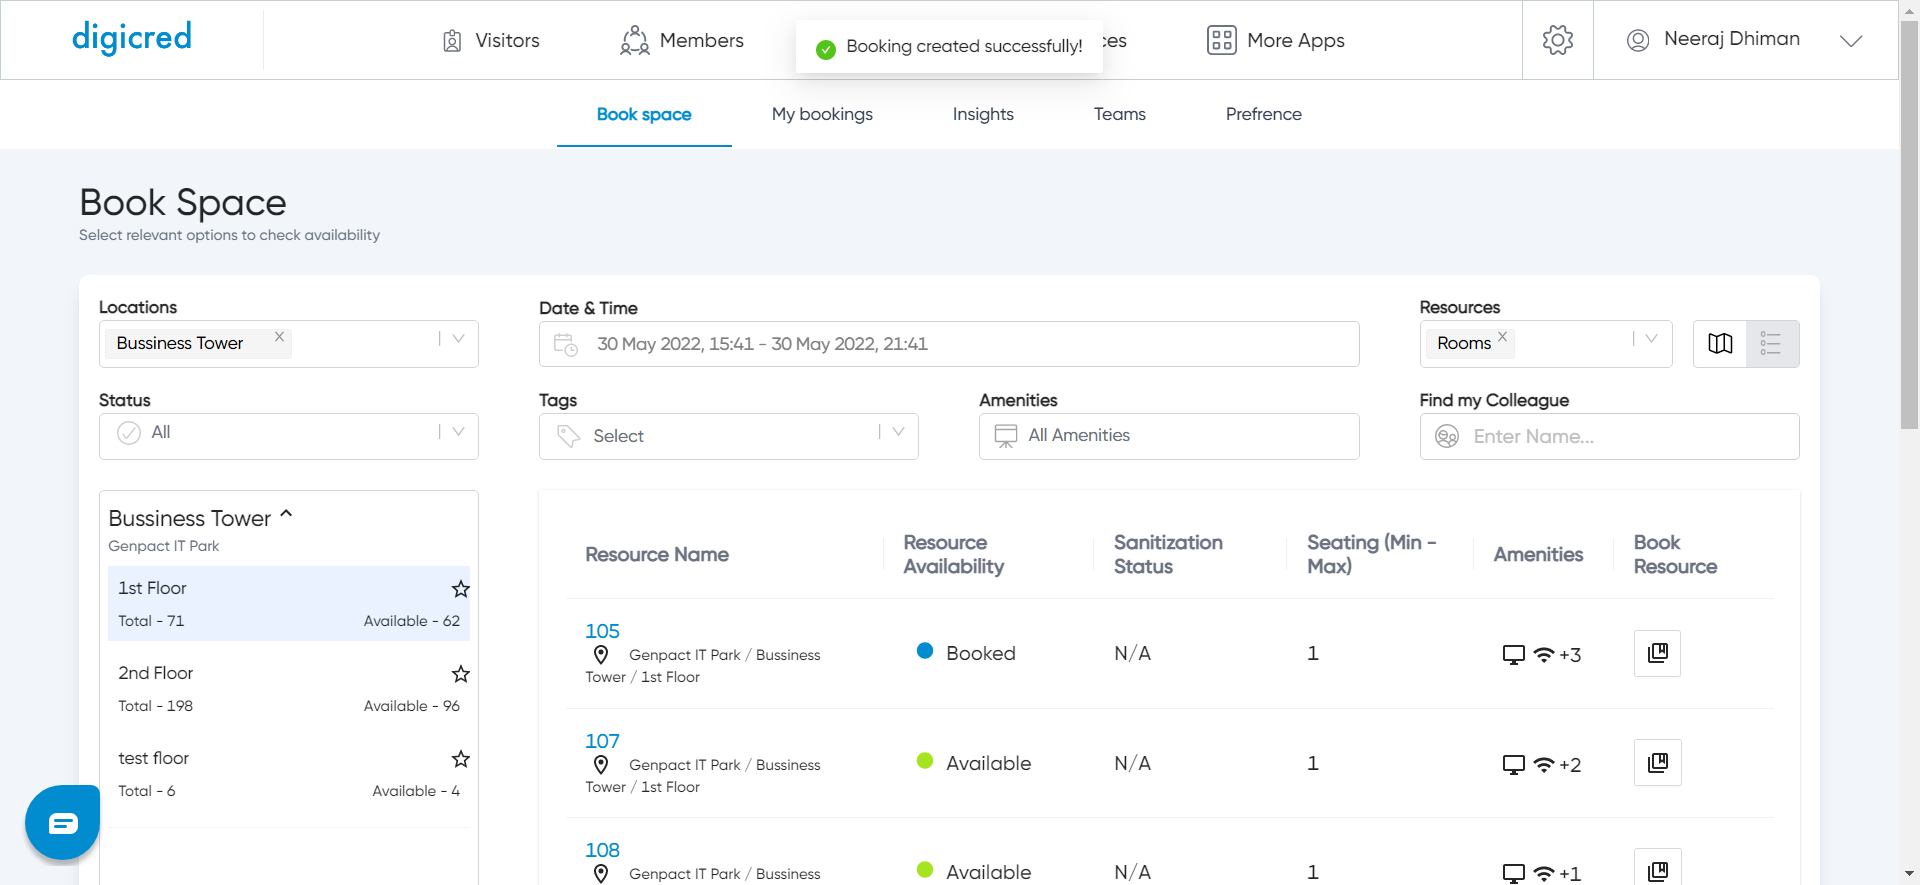 digicred
Visitors
Members
Booking created successfully!
ces
More Apps
Neeraj Dhiman
Book space
My bookings
Insights
Teams
Prefrence
Book Space
Select relevant options to check availability
Locations
Bussiness Tower
Date & Time
30 May 2022, 15:41 - 30 May 2022, 21:41
Resources
Rooms
Status
All
Tags
Select
Amenities
All Amenities
Find my Colleague
Enter Name...
Bussiness Tower
Genpact IT Park
1st Floor
Total - 71
Available - 62
2nd Floor
Total - 198
Available - 96
test floor
Total - 6
Available - 4
Resource Name
Resource
Availability
Sanitization
Status
Seating (Min -
Max)
Amenities
Book
Resource
105
Genpact IT Park / Bussiness
Tower / 1st Floor
Booked
N/A
1
+3
107
Genpact IT Park / Bussiness
Tower / 1st Floor
Available
N/A
1
+2
108
Genpact IT Park / Bussiness
Available
N/A
1
+1